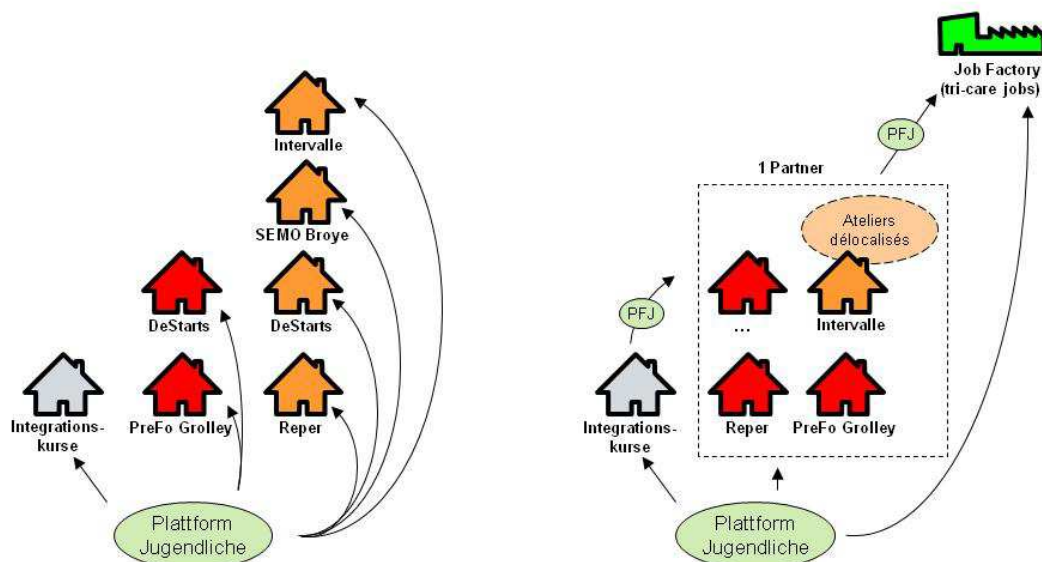 Intervalle
SEMO Broye
DeStarts
DeStarts
Integrations-
kurse
PreFo Grolley
Reper
Plattform
Jugendliche
Job Factory
(tri-care jobs)
PFJ
1 Partner
Ateliers
délocalisés
PFJ
...
Intervalle
Integrations-
kurse
Reper
PreFo Grolley
Plattform
Jugendliche